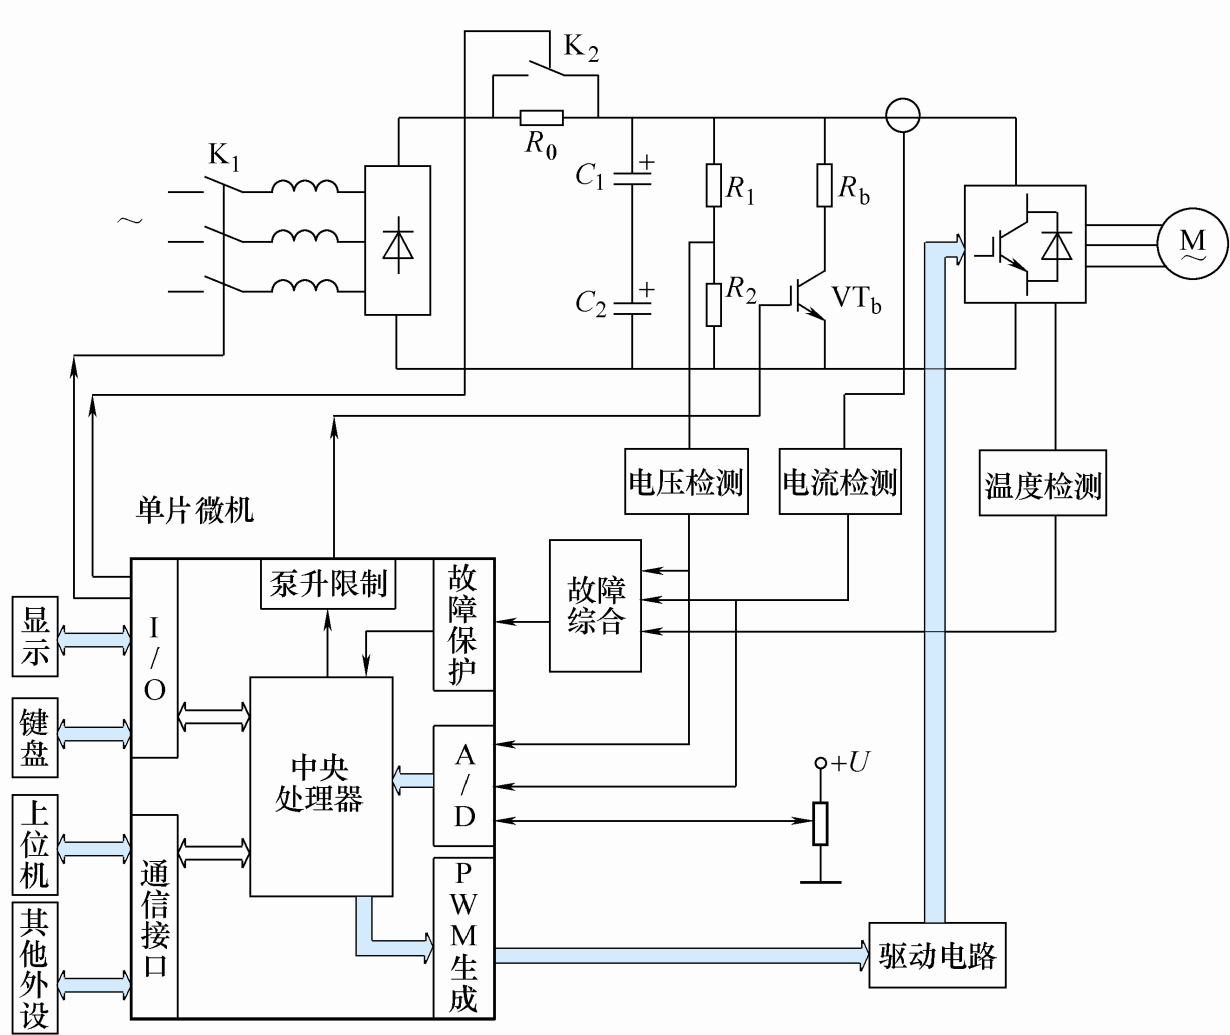 K2
R0
K1
C1
+
R1
Rb
~
M
~
C2
+
R2
VTb
电压检测
电流检测
温度检测
单片微机
泵升限制
故障保护
故障
综合
显示
I/O
键盘
中央
处理器
A/D
+U
上位机
通信接口
PWM生成
其他外设
驱动电路